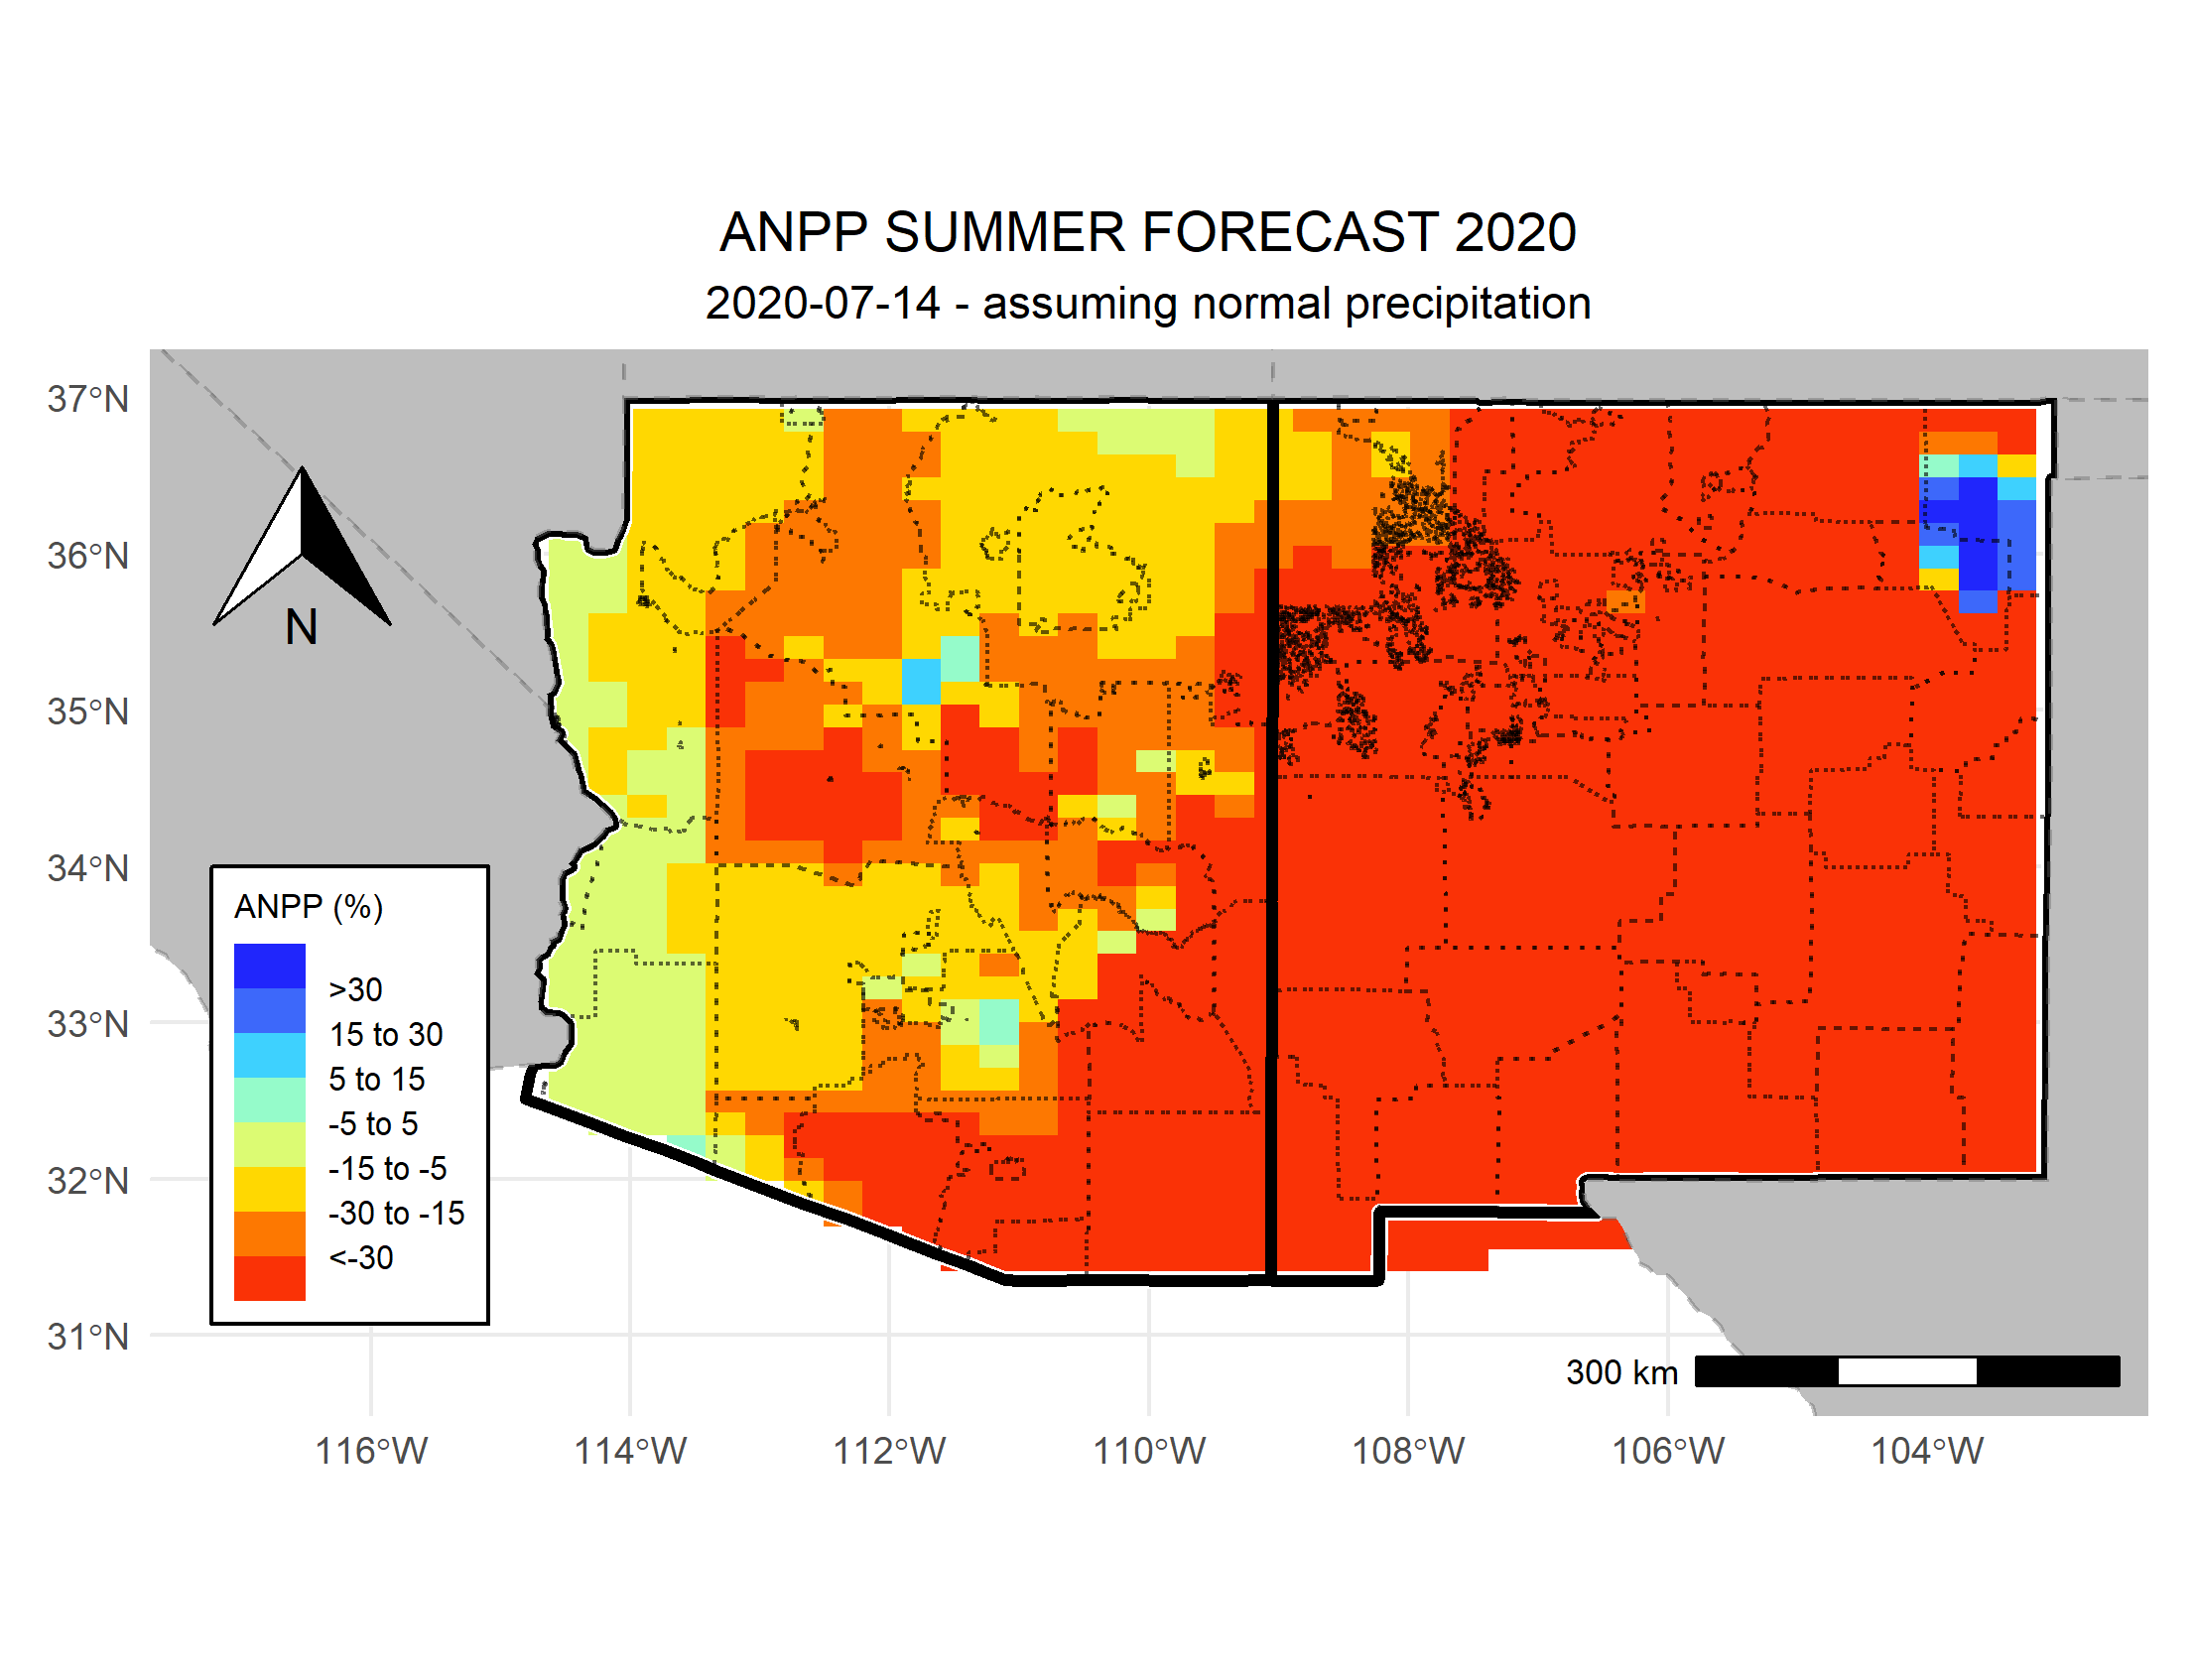 ANPP SUMMER FORECAST 2020
2020-07-14 - assuming normal precipitation
37°N
36°N
35°N
34°N
33°N
32°N
31°N
N
ANPP (%)
>30
15 to 30
5 to 15
-5 to 5
-15 to -5
-30 to -15
<-30
300 km
116°W
114°W
112°W
110°W
108°W
106°W
104°W